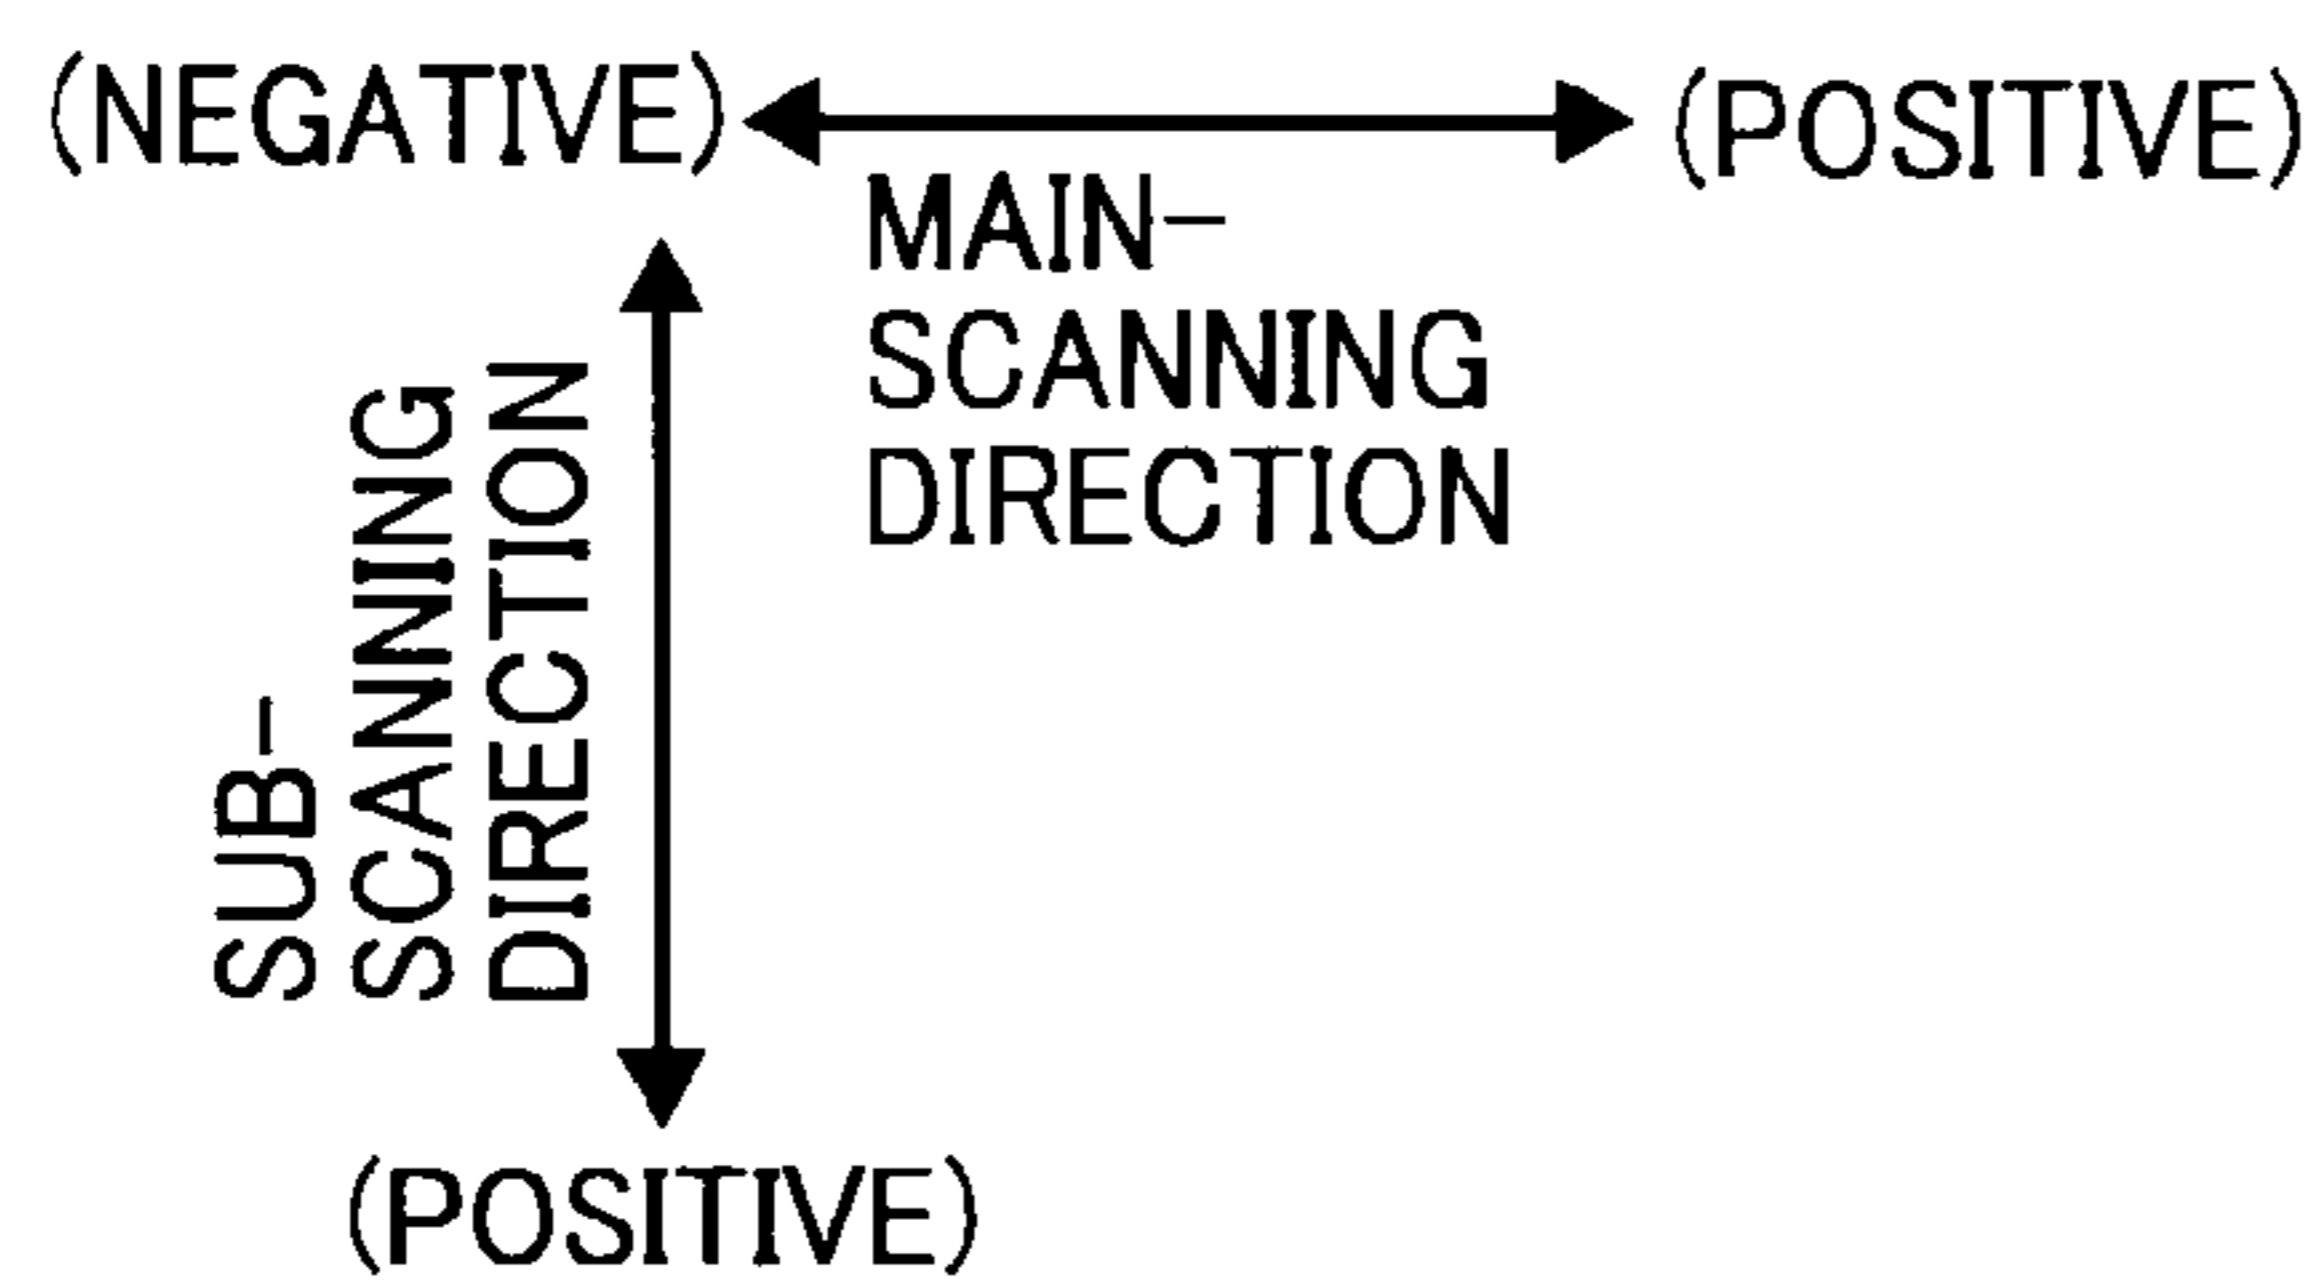 (NEGATIVE)
(POSITIVE)
MAIN-
SCANNING
DIRECTION
SUB-
SCANNING
DIRECTION
(POSITIVE)